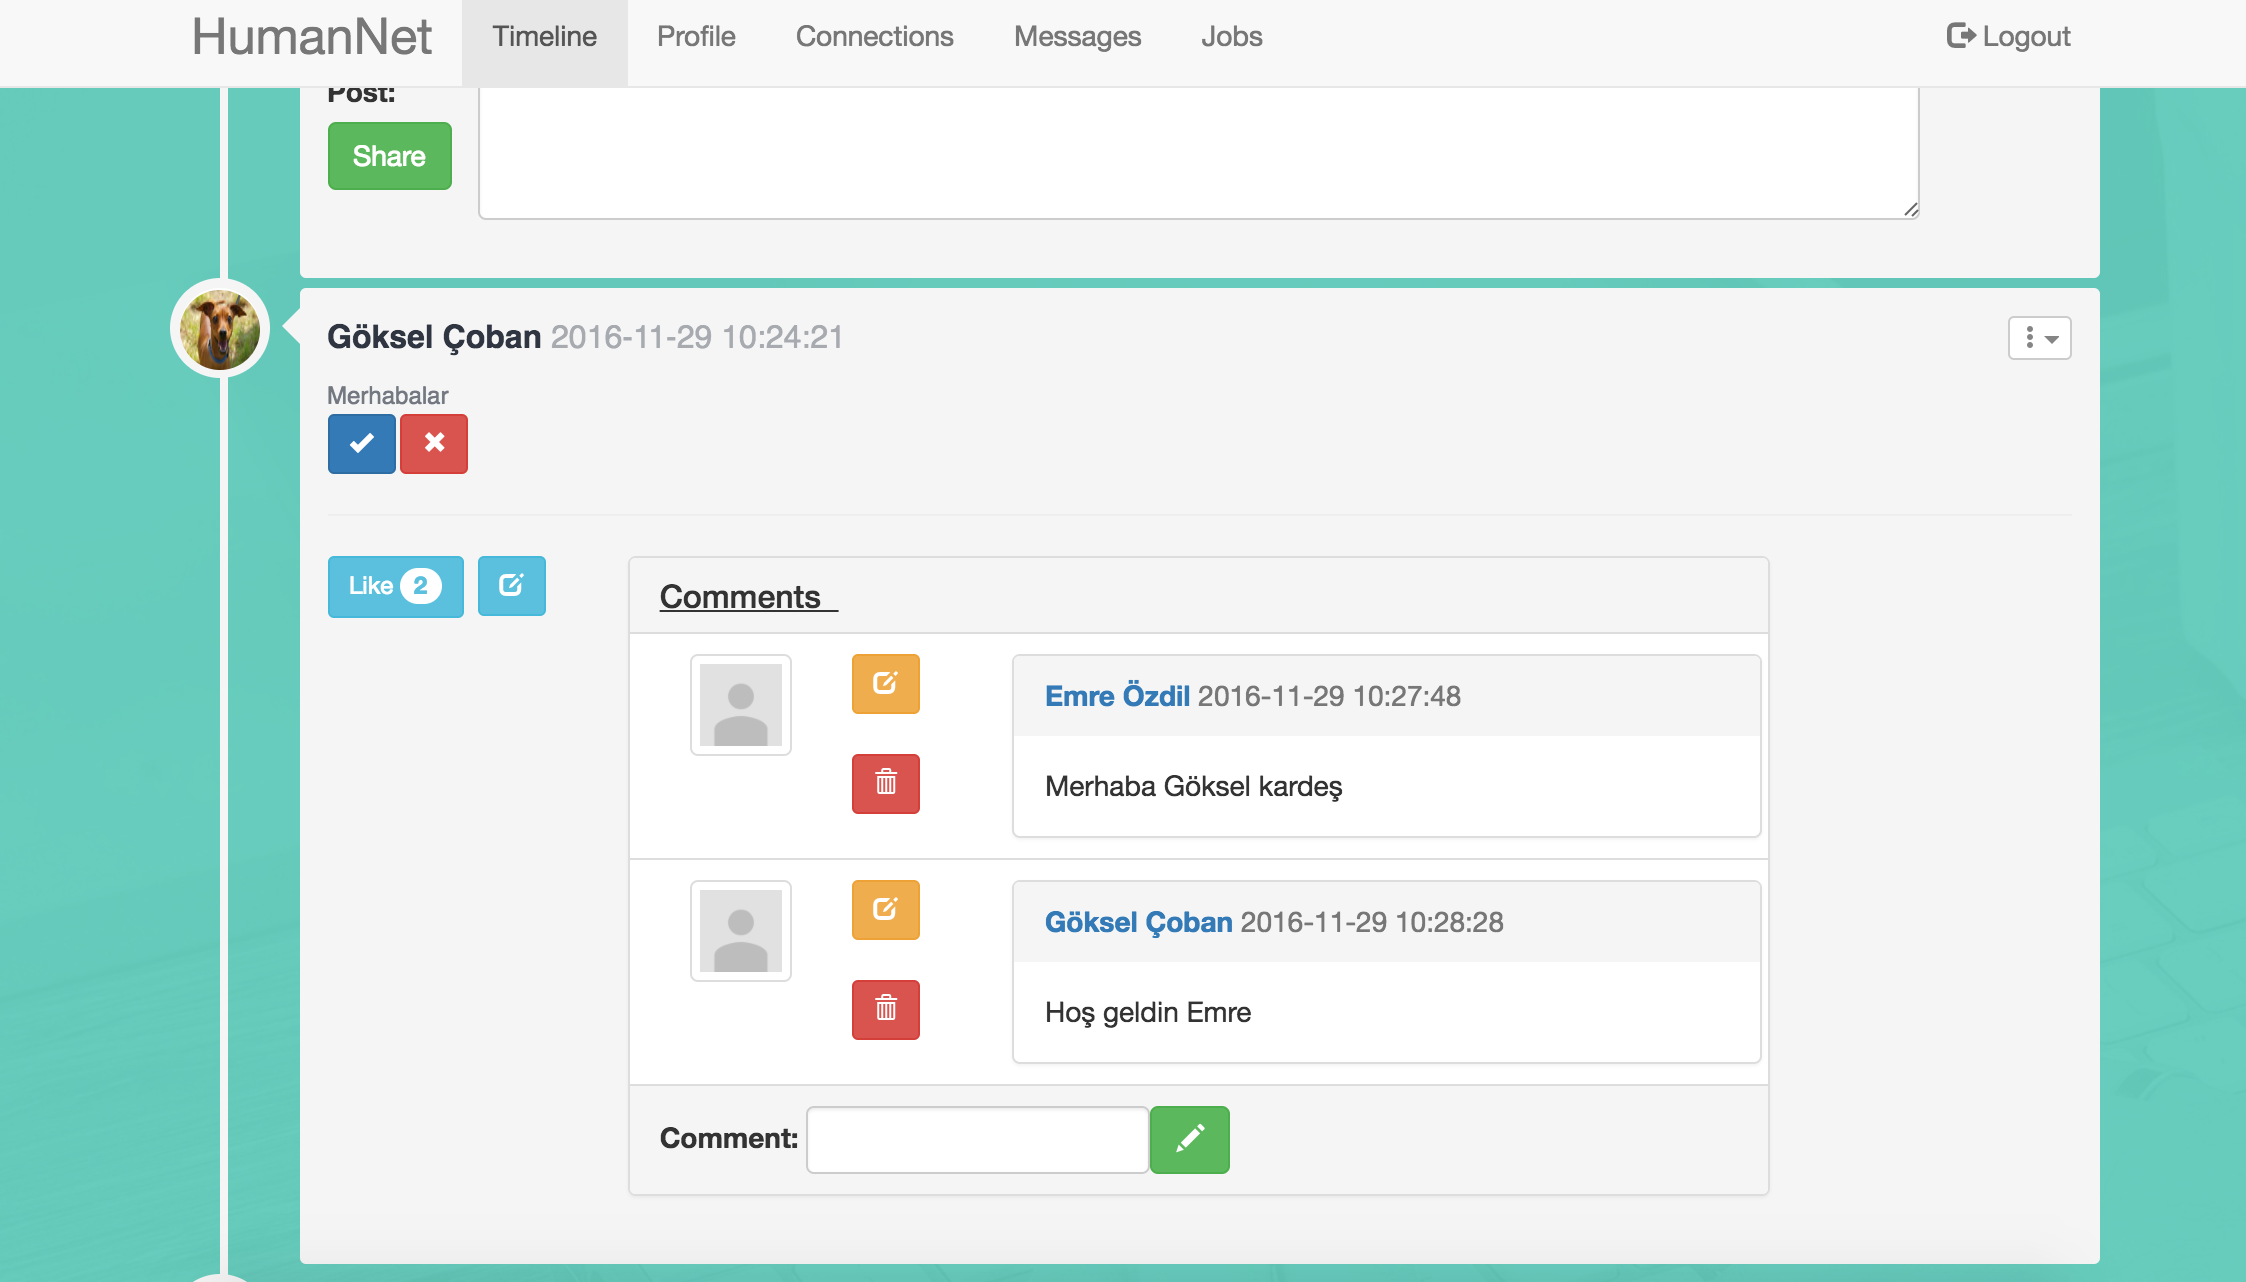 HumanNet Timeline Profile Connections Messages Jobs Logout
Post:
Share
Göksel Çoban 2016-11-29 10:24:21
Merhabalar
Like 2
Comments
Emre Özdil 2016-11-29 10:27:48
Merhaba Göksel kardeş
Göksel Çoban 2016-11-29 10:28:28
Hoş geldin Emre
Comment: